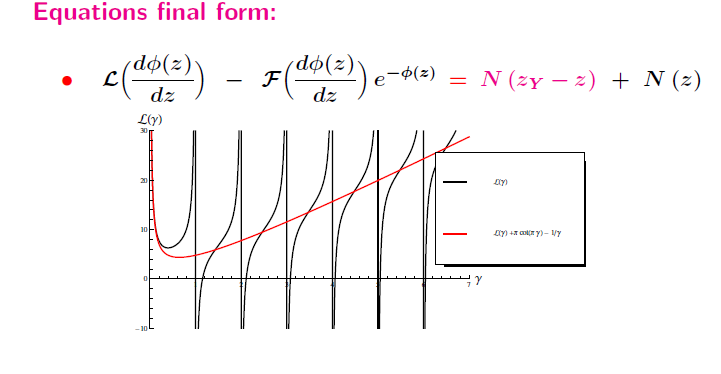 Equations final form:
• 𝓛(dϕ(z)/dz) − 𝓕(dϕ(z)/dz) e^{−ϕ(z)} = N (z_Y − z) + N (z)
ℒ(γ)
30
20
10
0
−10
1 2 3 4 5 6 7 γ
ℒ(γ)
ℒ(γ) +π cot(π γ) − 1/γ